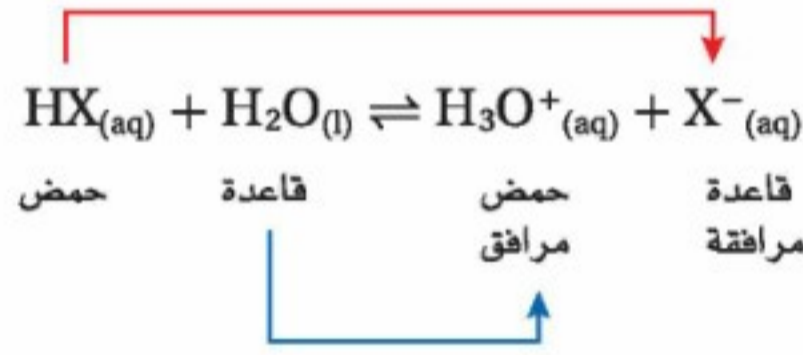 HX(aq) + H₂O(l) ⇌ H₃O⁺(aq) + X⁻(aq)
حمض قاعدة حمض قاعدة
مرافق مرافقة